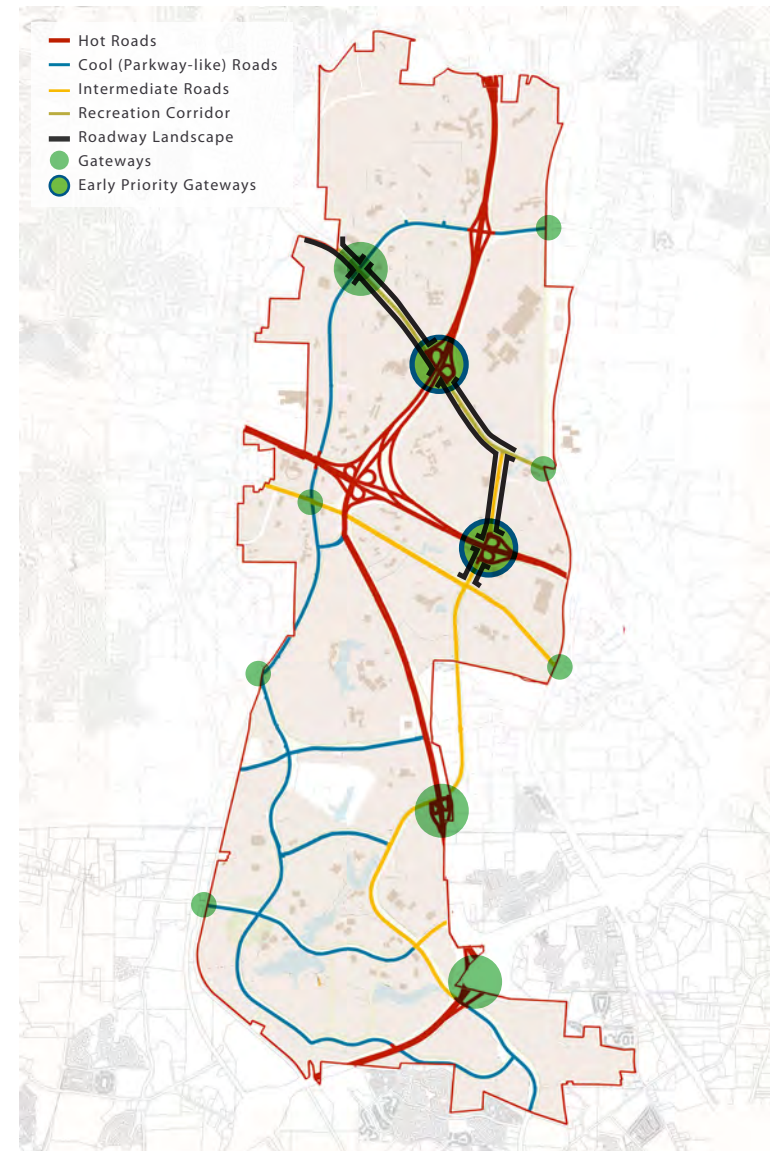 Hot Roads
Cool (Parkway-like) Roads
Intermediate Roads
Recreation Corridor
Roadway Landscape
Gateways
Early Priority Gateways